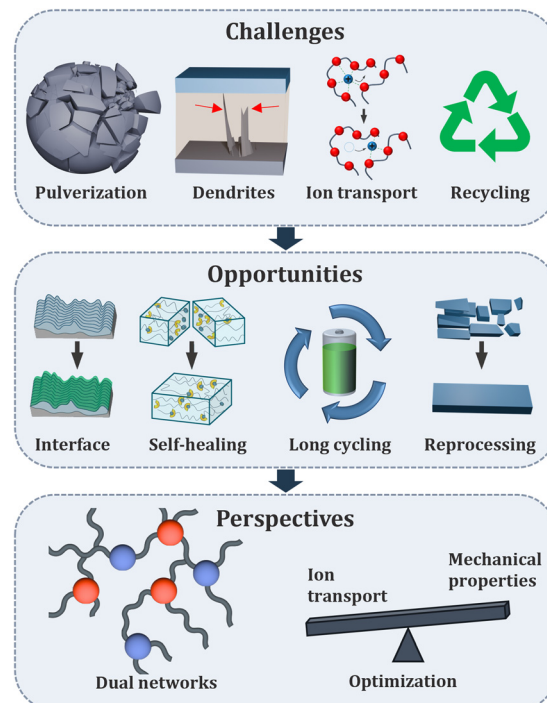 Challenges
Pulverization
Dendrites
Ion transport
Recycling
Opportunities
Interface
Self-healing
Long cycling
Reprocessing
Perspectives
Dual networks
Ion
transport
Mechanical
properties
Optimization